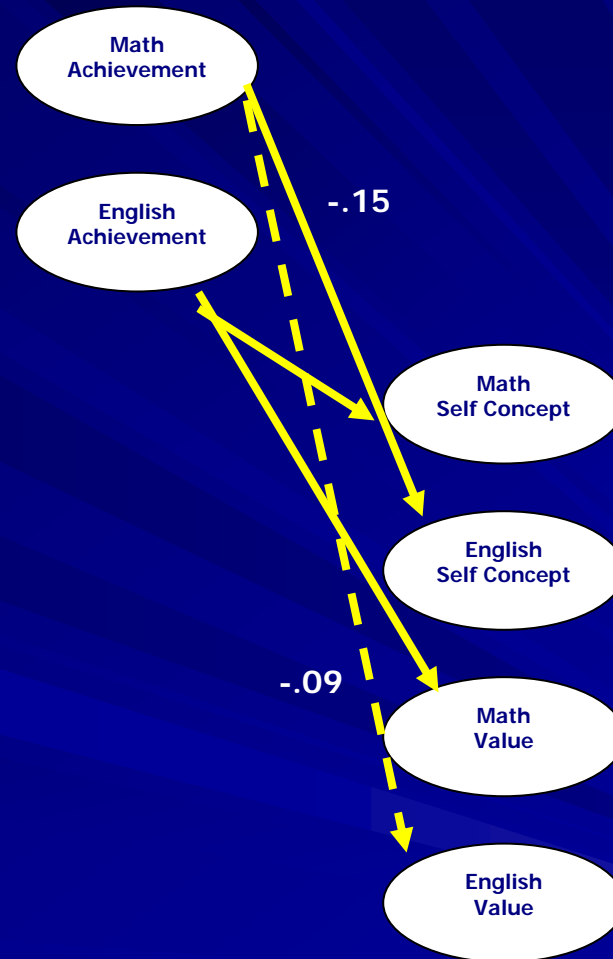 Math
Achievement
English
Achievement
-.15
Math
Self Concept
English
Self Concept
-.09
Math
Value
English
Value